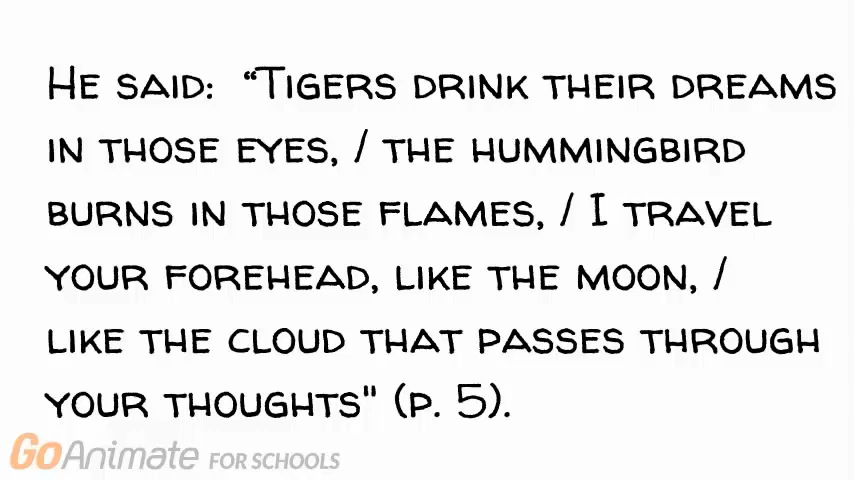 He said: “Tigers drink their dreams
in those eyes, / the hummingbird
burns in those flames, / I travel
your forehead, like the moon, /
like the cloud that passes through
your thoughts" (p. 5).
GoAnimate FOR SCHOOLS